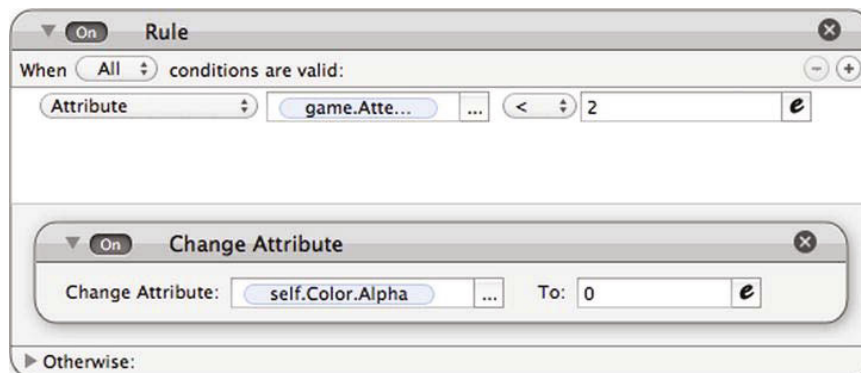 On Rule
When All conditions are valid:
Attribute game.Atte... ... < 2 e
On Change Attribute
Change Attribute: self.Color.Alpha ... To: 0 e
Otherwise: